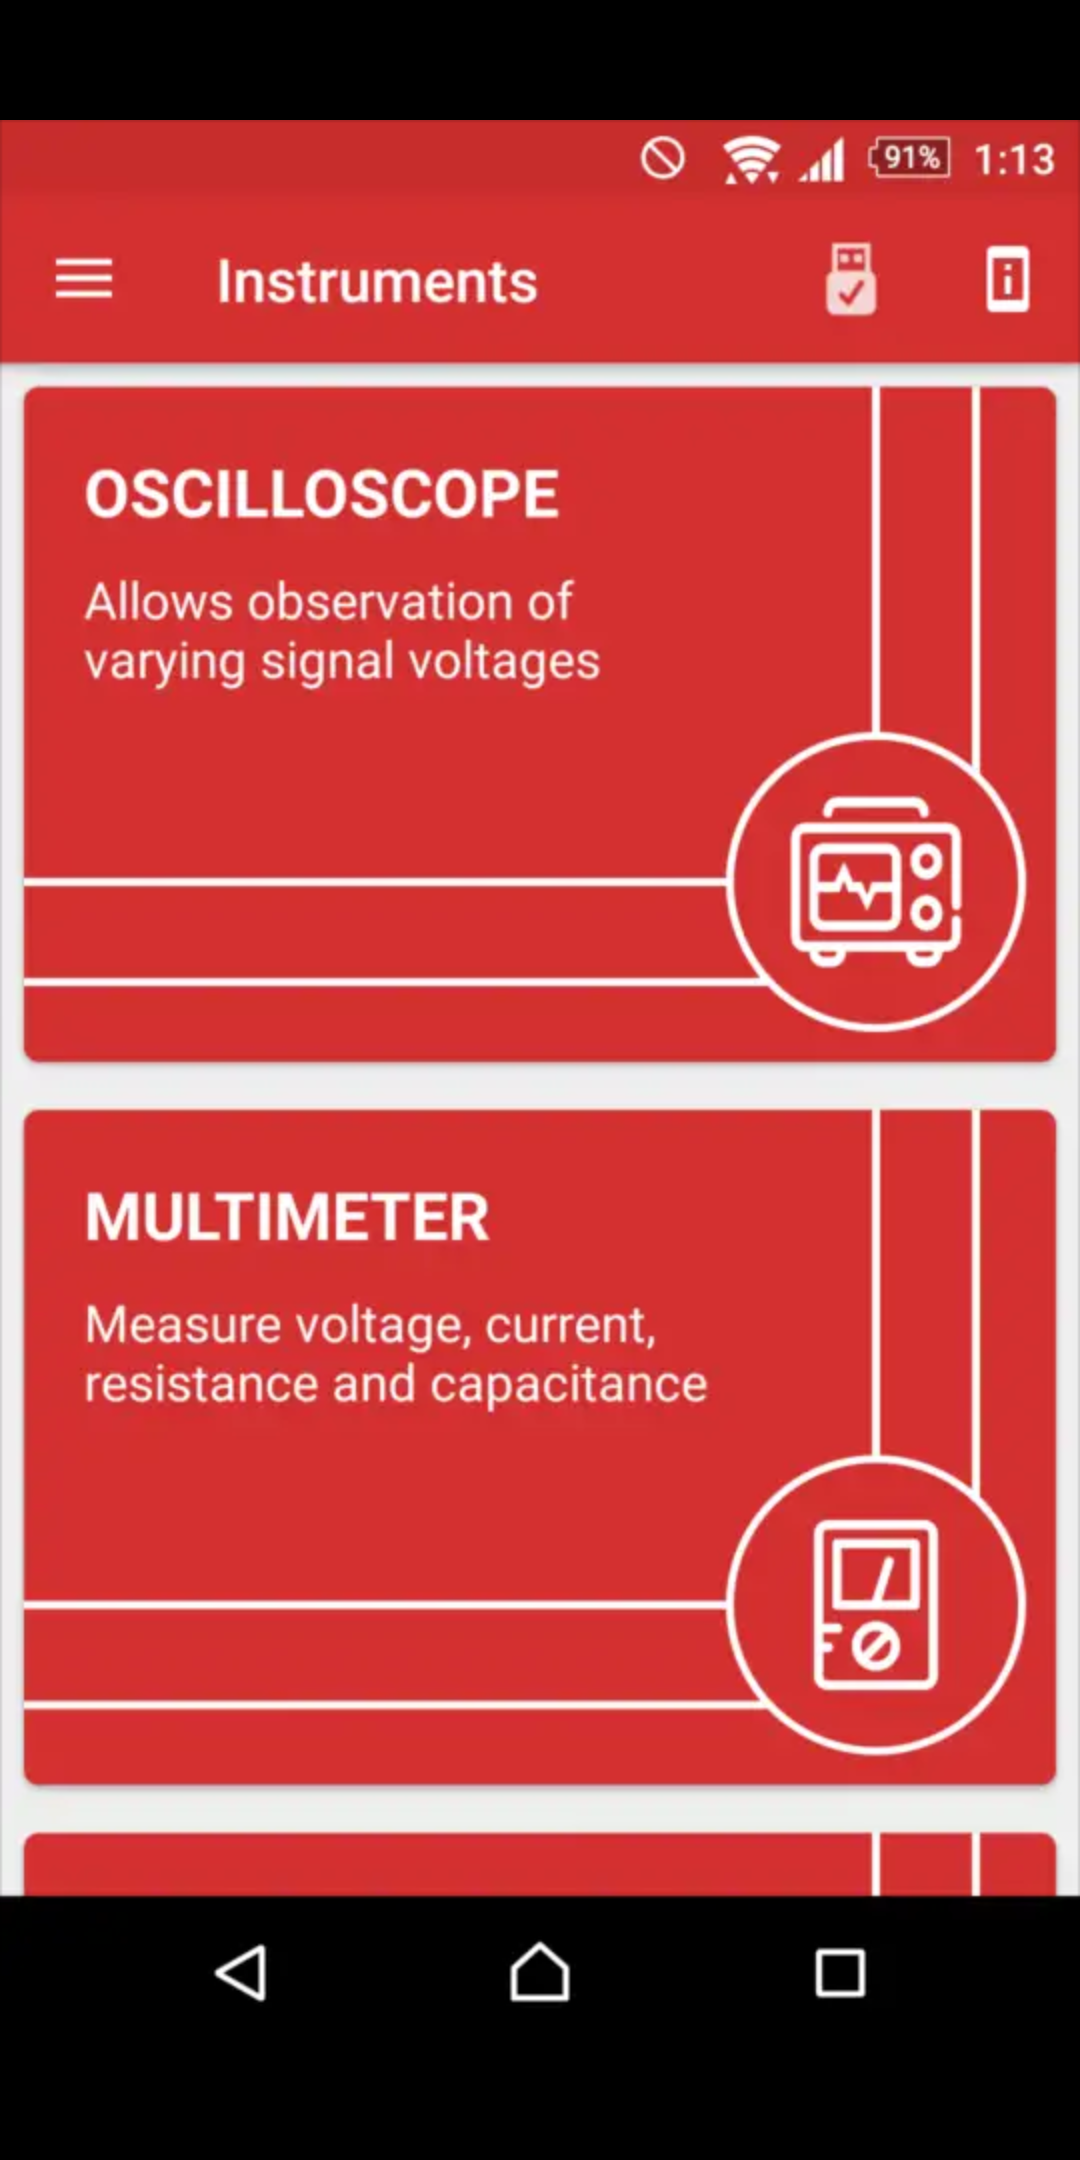 91% 1:13
Instruments
OSCILLOSCOPE
Allows observation of
varying signal voltages
MULTIMETER
Measure voltage, current,
resistance and capacitance